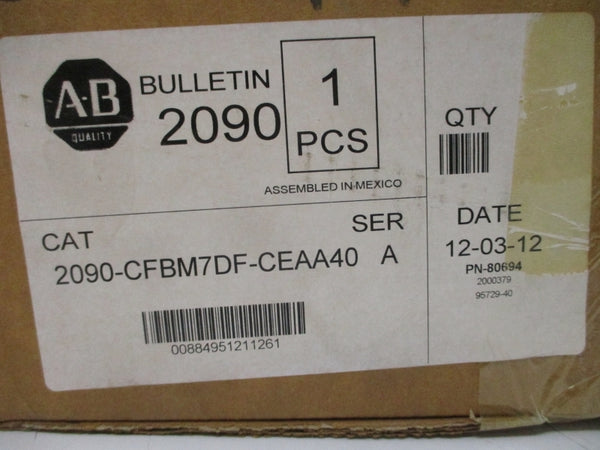 A-B
QUALITY
BULLETIN
2090
1
PCS
ASSEMBLED IN MEXICO
CAT
SER
2090-CFBM7DF-CEAA40 A
00884951211261
QTY
DATE
12-03-12
PN-80694
2000379
95729-40